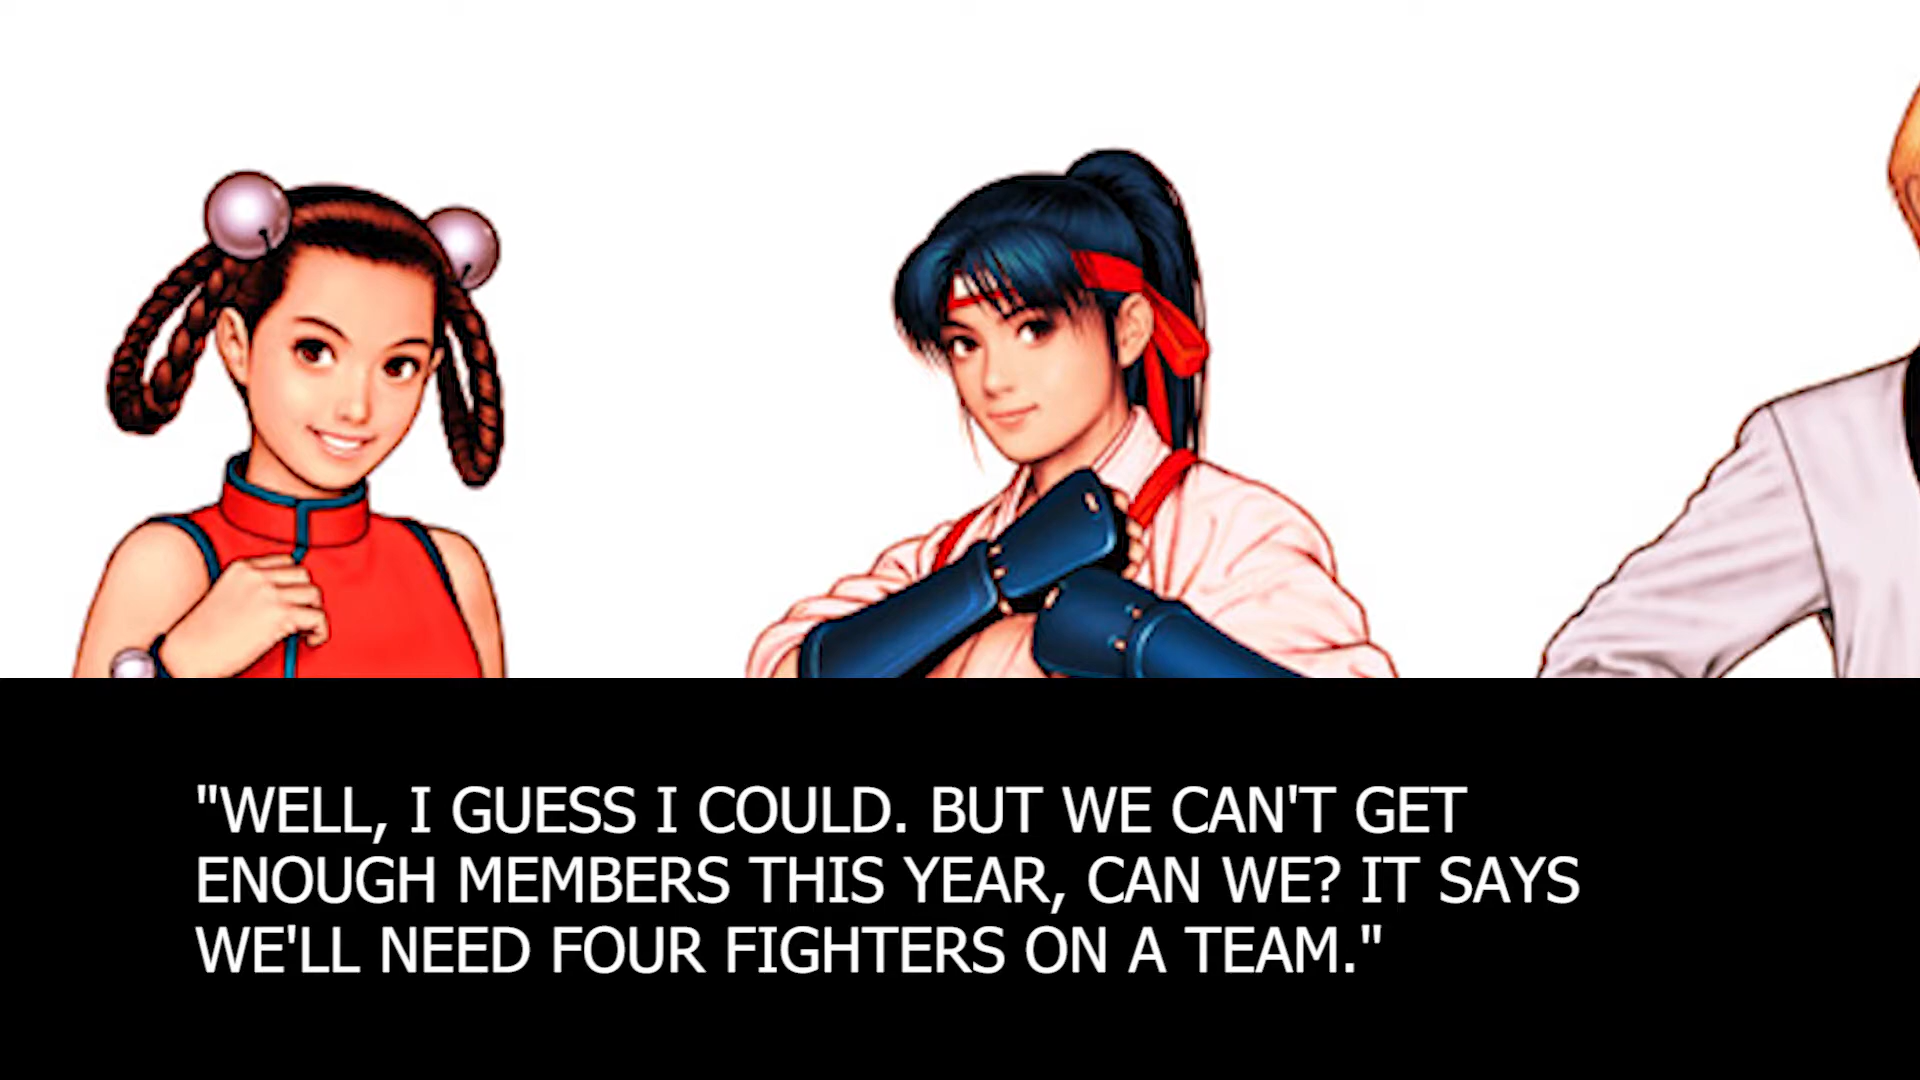 "WELL, I GUESS I COULD. BUT WE CAN'T GET
ENOUGH MEMBERS THIS YEAR, CAN WE? IT SAYS
WE'LL NEED FOUR FIGHTERS ON A TEAM."